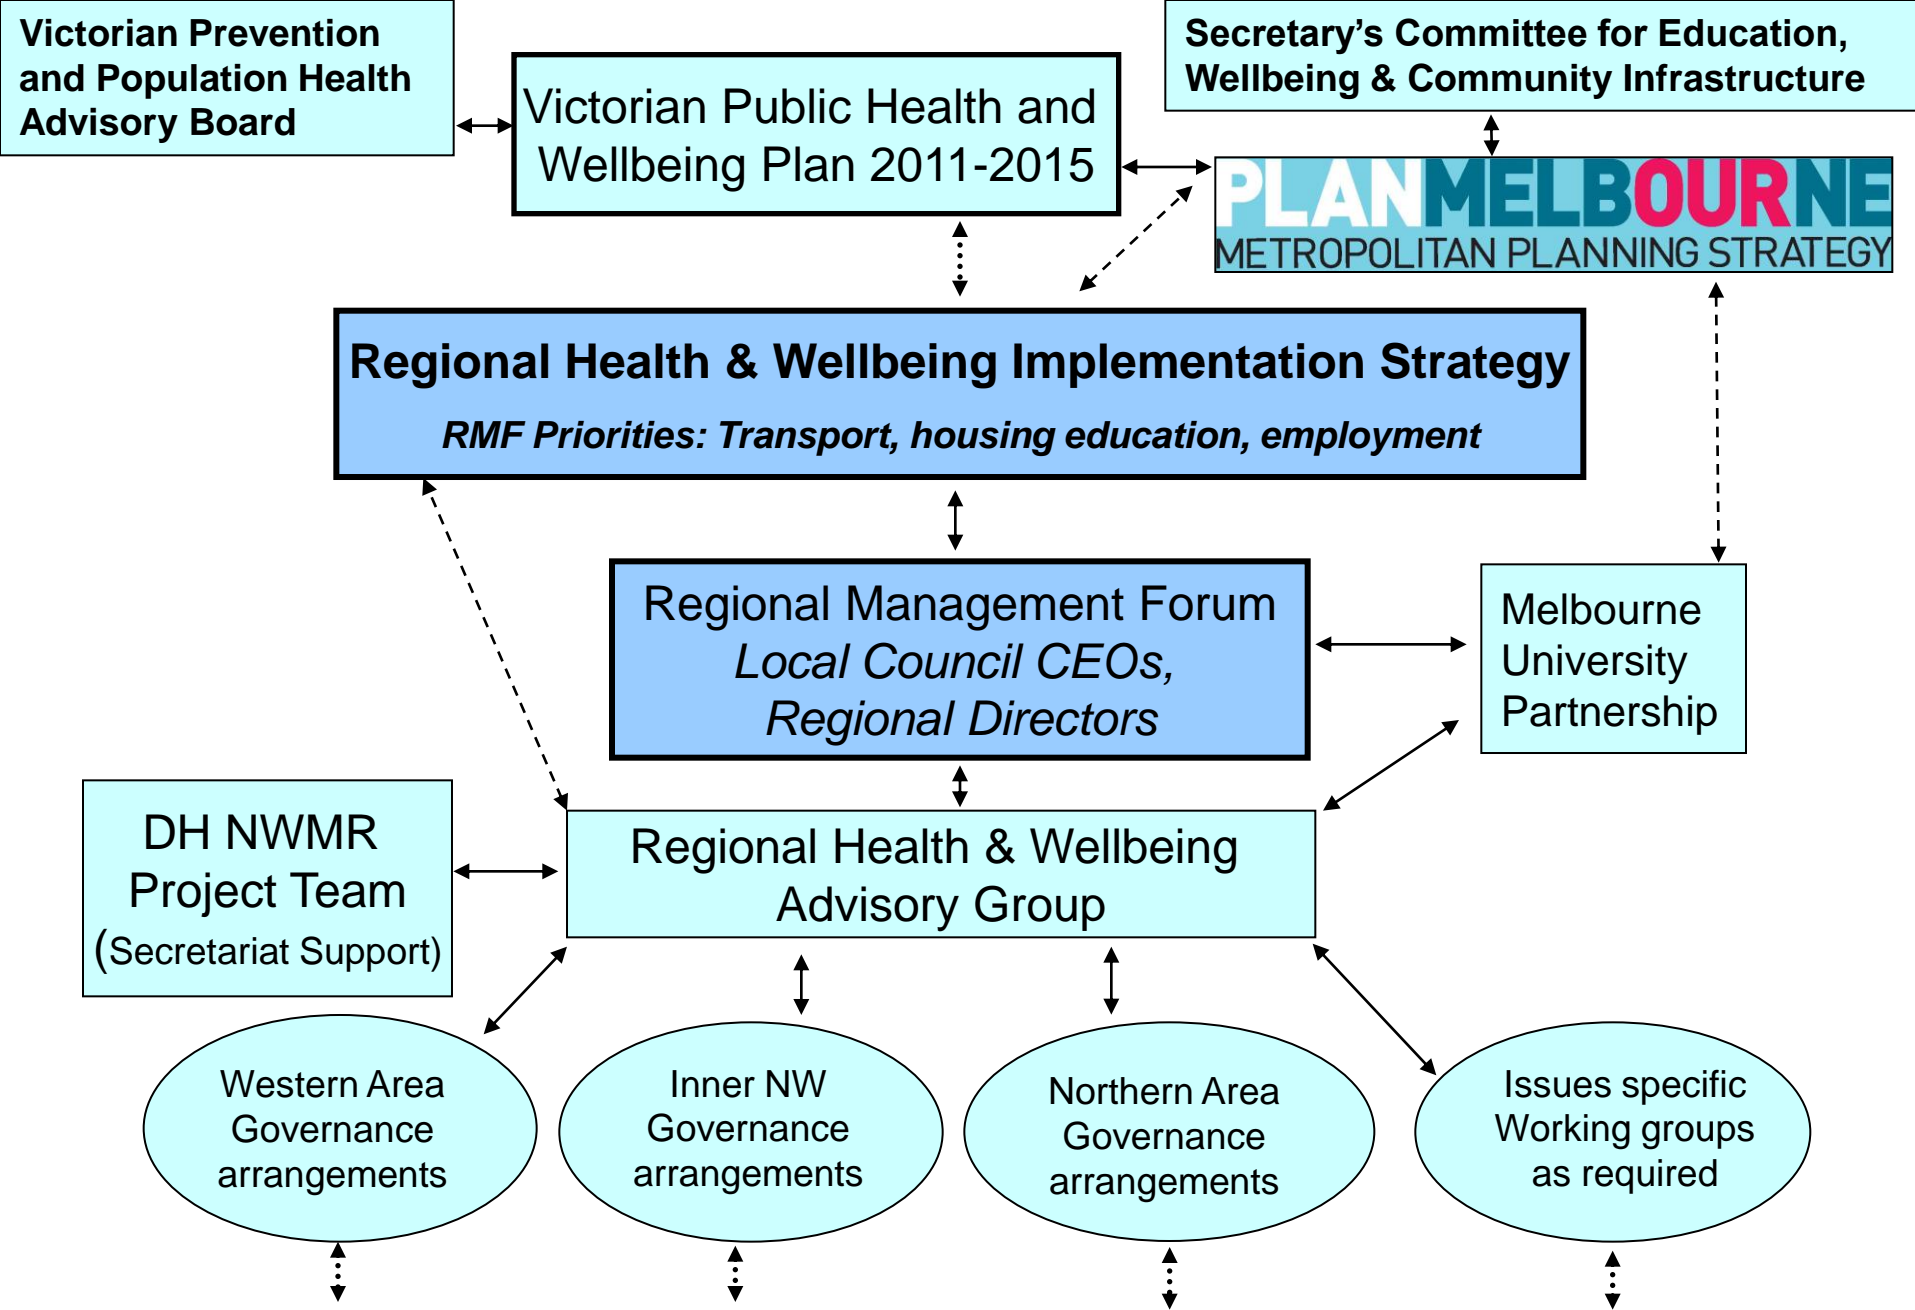 Victorian Prevention
and Population Health
Advisory Board
Victorian Public Health and
Wellbeing Plan 2011-2015
Secretary’s Committee for Education,
Wellbeing & Community Infrastructure
PLANMELBOURNE
METROPOLITAN PLANNING STRATEGY
Regional Health & Wellbeing Implementation Strategy
RMF Priorities: Transport, housing education, employment
Regional Management Forum
Local Council CEOs,
Regional Directors
Melbourne
University
Partnership
DH NWMR
Project Team
(Secretariat Support)
Regional Health & Wellbeing
Advisory Group
Western Area
Governance
arrangements
Inner NW
Governance
arrangements
Northern Area
Governance
arrangements
Issues specific
Working groups
as required